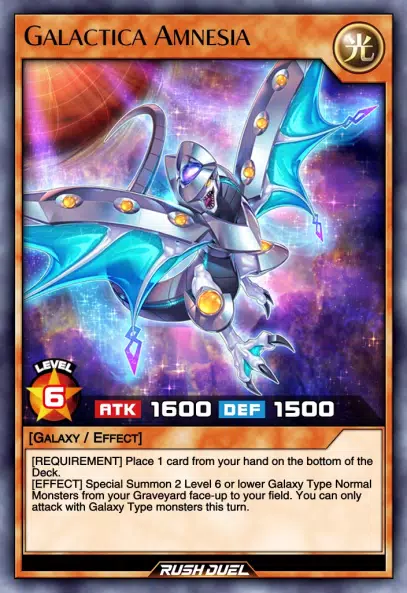 GALACTICA AMNESIA
光
LEVEL
6
ATK 1600 DEF 1500
[GALAXY / EFFECT]
[REQUIREMENT] Place 1 card from your hand on the bottom of the
Deck.
[EFFECT] Special Summon 2 Level 6 or lower Galaxy Type Normal
Monsters from your Graveyard face-up to your field. You can only
attack with Galaxy Type monsters this turn.
RUSH DUEL